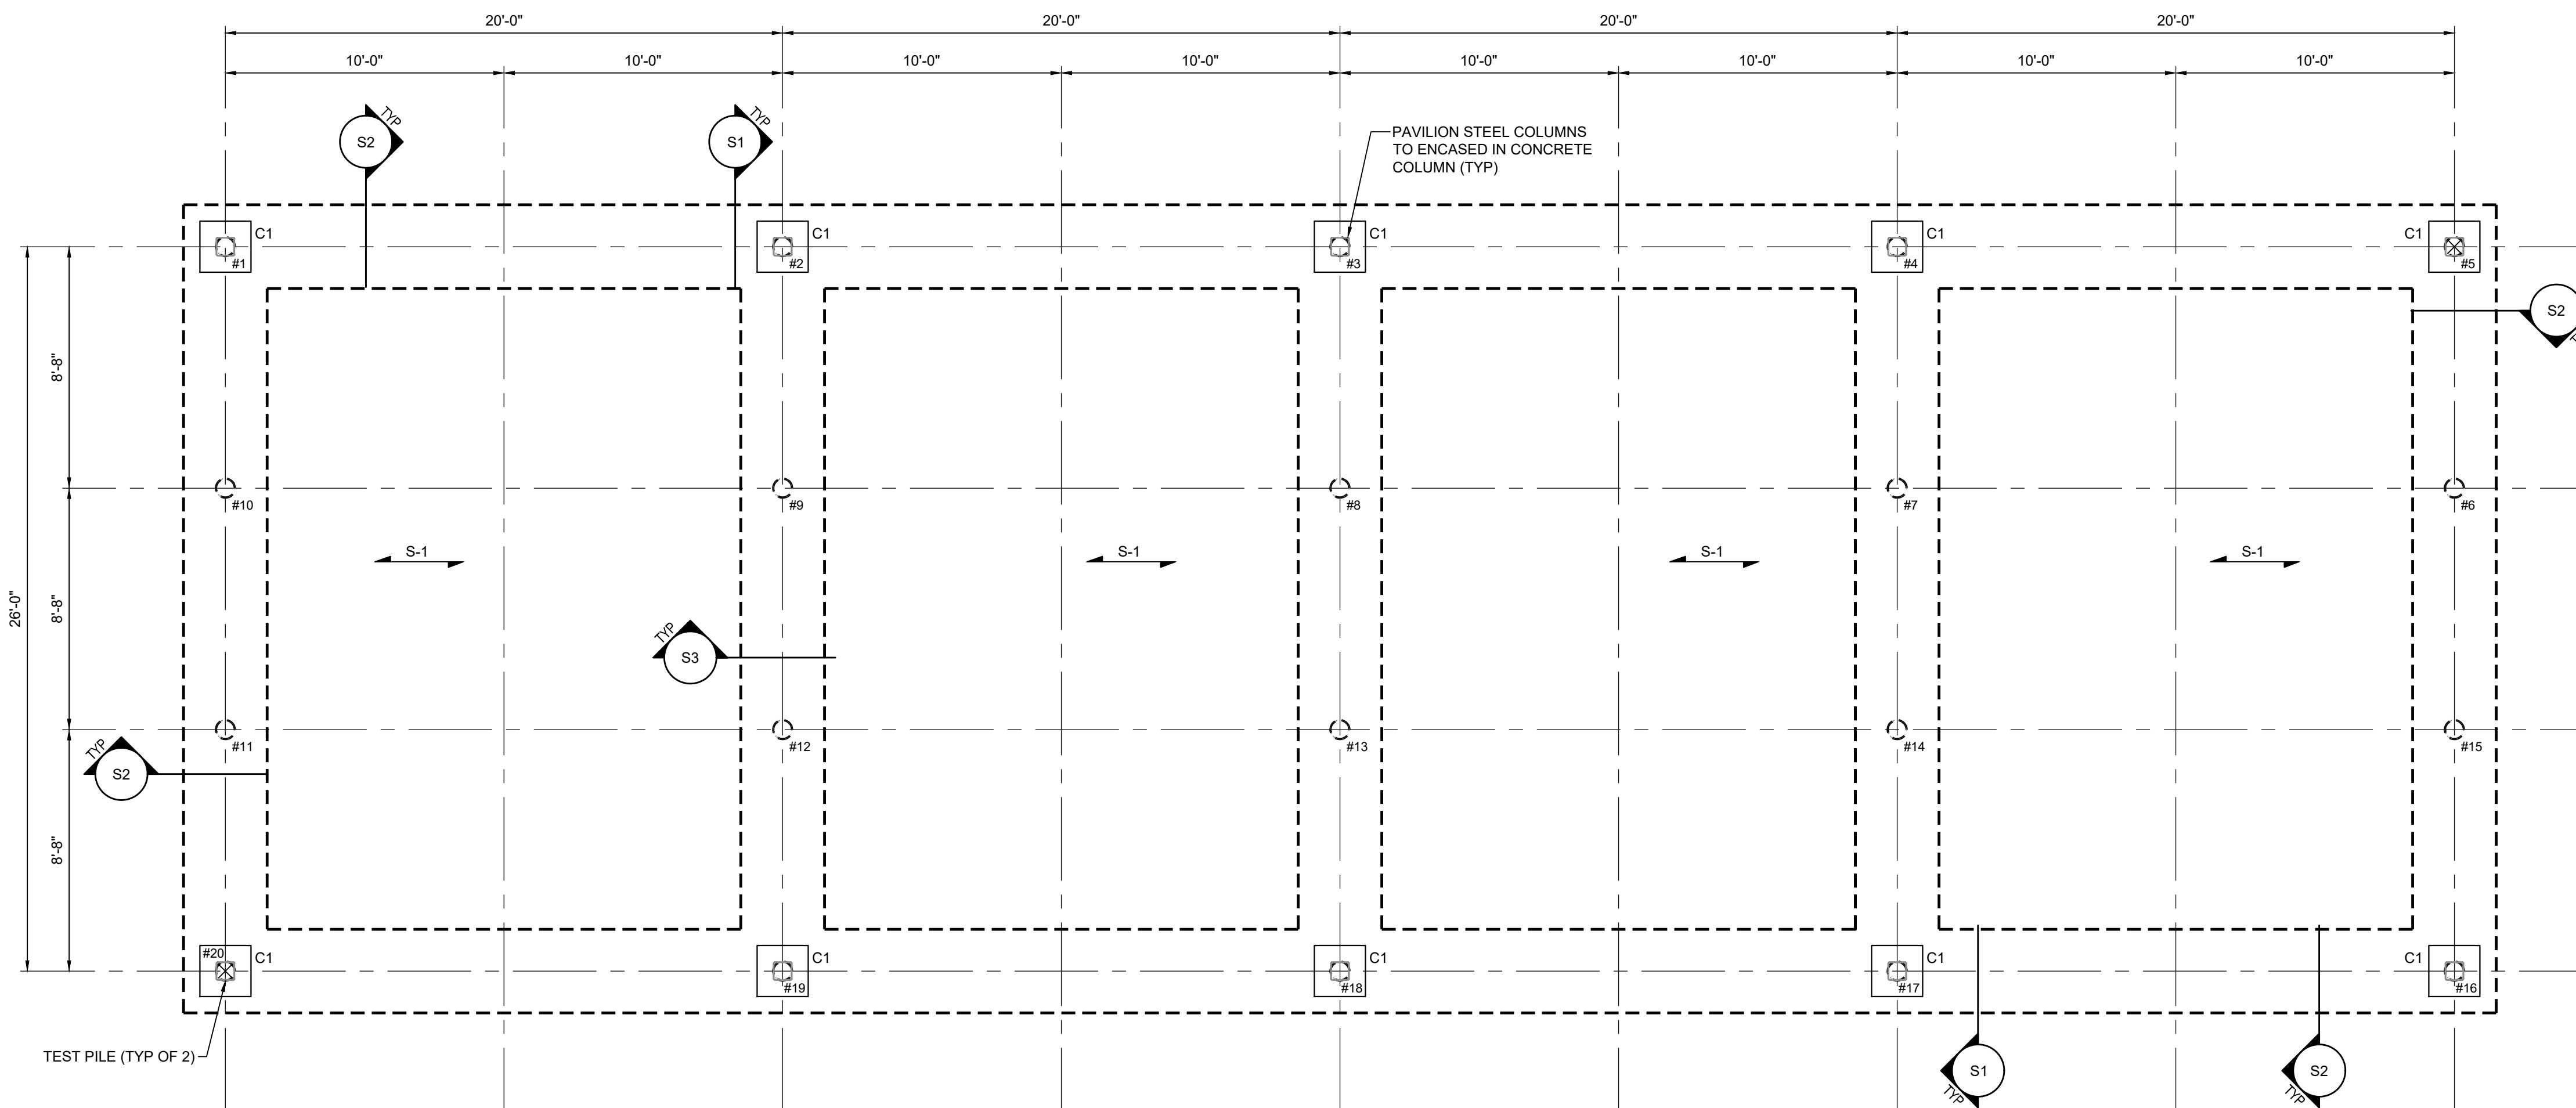 20'-0"
20'-0"
20'-0"
20'-0"
10'-0"
10'-0"
10'-0"
10'-0"
10'-0"
10'-0"
10'-0"
10'-0"
S2
TYP
S1
TYP
PAVILION STEEL COLUMNS
TO ENCASED IN CONCRETE
COLUMN (TYP)
C1
#1
C1
#2
C1
#3
C1
#4
C1
#5
S2
8'-8"
#10
#9
#8
#7
#6
S-1
S-1
S-1
S-1
26'-0"
8'-8"
TYP
S3
#11
#12
#13
#14
#15
TYP
S2
8'-8"
#20
C1
C1
#19
C1
#18
C1
#17
C1
#16
TEST PILE (TYP OF 2)
S1
TYP
S2
TYP